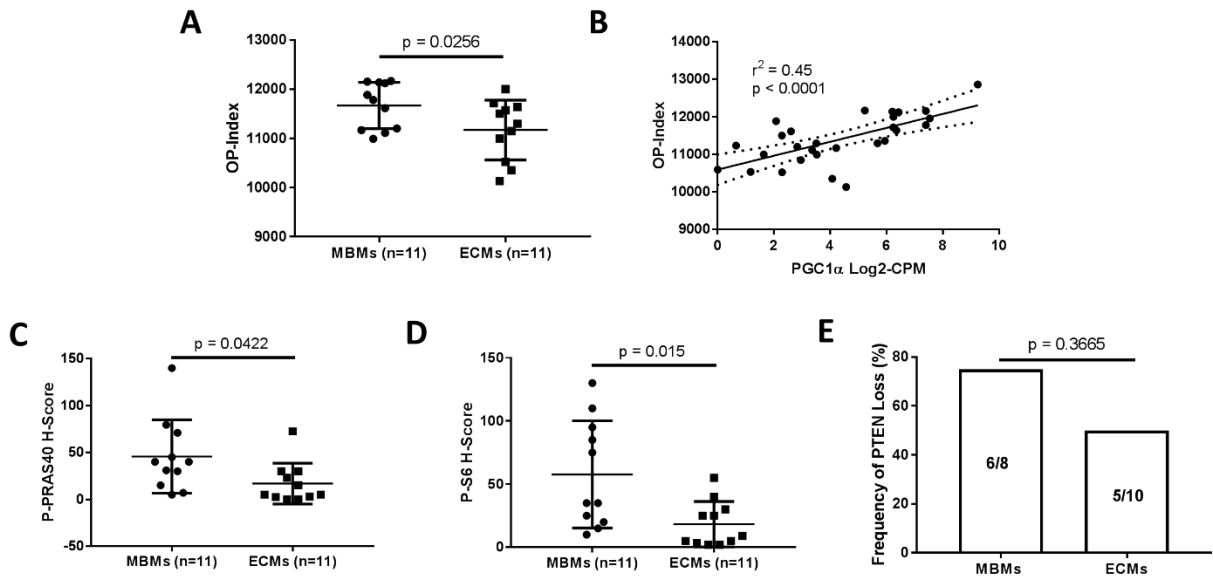 A
p = 0.0256
OP-Index
13000
12000
11000
10000
9000
MBMs (n=11)
ECMs (n=11)
B
r² = 0.45
p < 0.0001
OP-Index
14000
13000
12000
11000
10000
9000
0
2
4
6
8
10
PGC1α Log2-CPM
C
p = 0.0422
P-PRAS40 H-Score
150
100
50
0
-50
MBMs (n=11)
ECMs (n=11)
D
p = 0.015
P-S6 H-Score
150
100
50
0
MBMs (n=11)
ECMs (n=11)
E
p = 0.3665
Frequency of PTEN Loss (%)
80
60
40
20
0
6/8
5/10
MBMs
ECMs